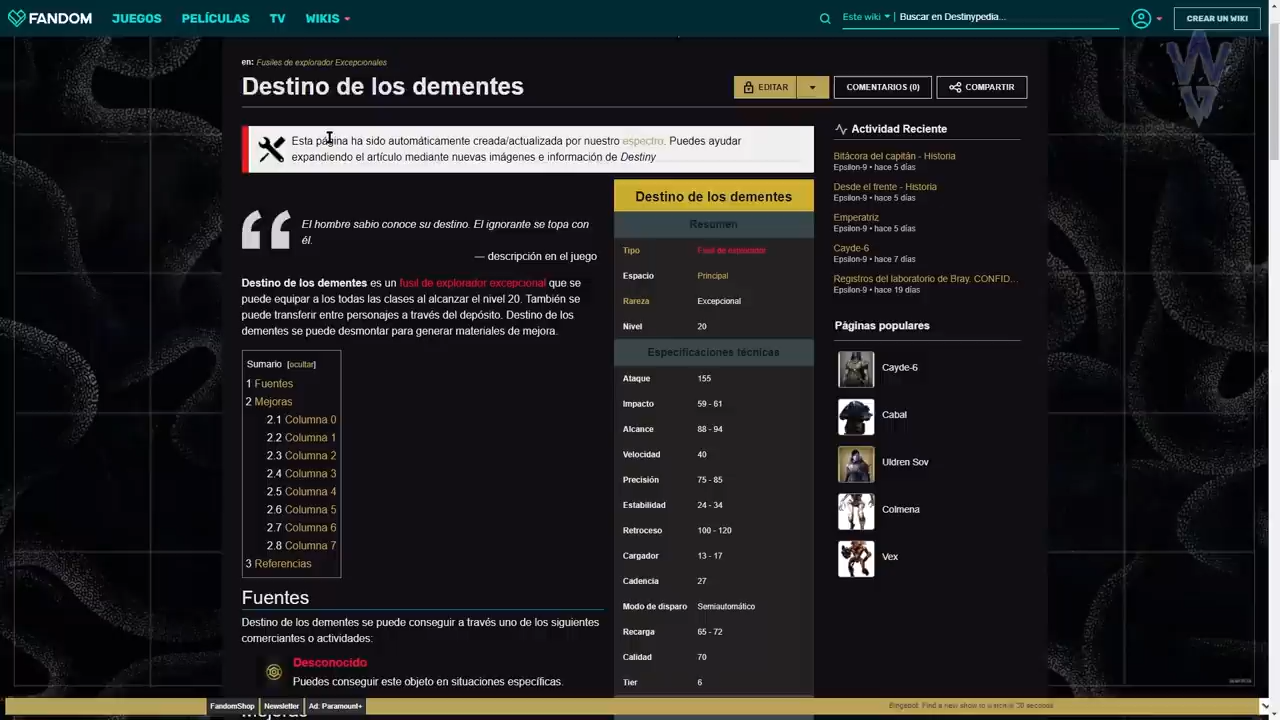 FANDOM JUEGOS PELÍCULAS TV WIKIS Este wiki Buscar en Destinypedia... CREAR UN WIKI
en: Fusiles de explorador Excepcionales
Destino de los dementes
EDITAR COMENTARIOS (0) COMPARTIR
Esta página ha sido automáticamente creada/actualizada por nuestro espectro. Puedes ayudar
expandiendo el artículo mediante nuevas imágenes e información de Destiny
El hombre sabio conoce su destino. El ignorante se topa con
él.
— descripción en el juego
Destino de los dementes es un fusil de explorador excepcional que se
puede equipar a los todas las clases al alcanzar el nivel 20. También se
puede transferir entre personajes a través del depósito. Destino de los
dementes se puede desmontar para generar materiales de mejora.
Sumario [ocultar]
1 Fuentes
2 Mejoras
2.1 Columna 0
2.2 Columna 1
2.3 Columna 2
2.4 Columna 3
2.5 Columna 4
2.6 Columna 5
2.7 Columna 6
2.8 Columna 7
3 Referencias
Fuentes
Destino de los dementes se puede conseguir a través uno de los siguientes
comerciantes o actividades:
Desconocido
Puedes conseguir este objeto en situaciones específicas.
Mejoras
Destino de los dementes
Resumen
Tipo Fusil de explorador
Espacio Principal
Rareza Excepcional
Nivel 20
Especificaciones técnicas
Ataque 155
Impacto 59 - 61
Alcance 88 - 94
Velocidad 40
Precisión 75 - 85
Estabilidad 24 - 34
Retroceso 100 - 120
Cargador 13 - 17
Cadencia 27
Modo de disparo Semiautomático
Recarga 65 - 72
Calidad 70
Tier 6
Actividad Reciente
Bitácora del capitán - Historia
Epsilon-9 • hace 5 días
Desde el frente - Historia
Epsilon-9 • hace 5 días
Emperatriz
Epsilon-9 • hace 5 días
Cayde-6
Epsilon-9 • hace 7 días
Registros del laboratorio de Bray. CONFID...
Epsilon-9 • hace 19 días
Páginas populares
Cayde-6
Cabal
Uldren Sov
Colmena
Vex
FandomShop Newsletter Ad: Paramount+